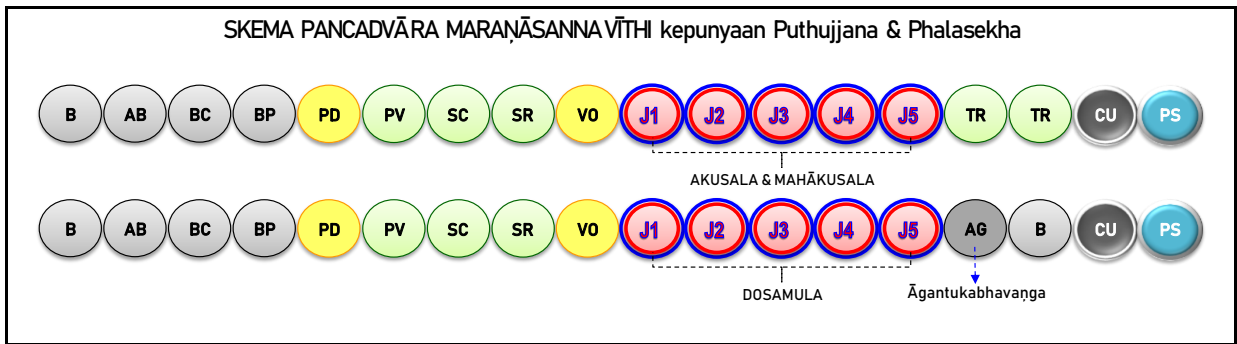 SKEMA PANCADVĀRA MARAṆĀSANNA VĪTHI kepunyaan Puthujjana & Phalasekha
B AB BC BP PD PV SC SR VO J1 J2 J3 J4 J5 TR TR CU PS
AKUSALA & MAHĀKUSALA
B AB BC BP PD PV SC SR VO J1 J2 J3 J4 J5 AG B CU PS
DOSAMULA Āgantukabhavaṇga